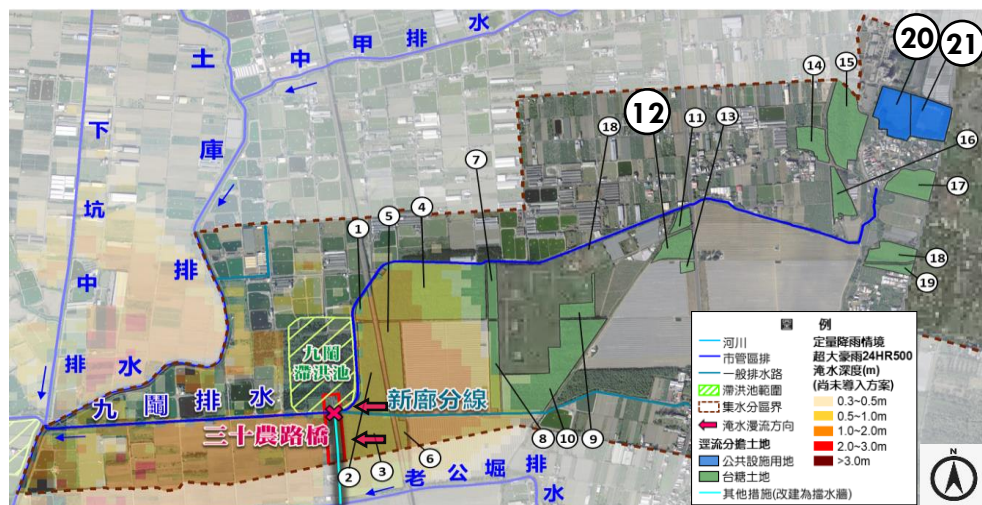 土庫排水
中甲排水
下坑中排水
九鬮排水
九鬮
滯洪池
新廍分線
三十農路橋
老公堀排水
1
2
3
4
5
6
7
8
10
9
18
12
11
13
14
15
20
21
16
17
18
19
圖 例
河川
市管區排
一般排水路
滯洪池範圍
集水分區界
淹水漫流方向
逕流分擔土地
公共設施用地
台糖土地
其他措施(改建為擋水牆)
定量降雨情境
超大豪雨24HR500
淹水深度(m)
(尚未導入方案)
0.3~0.5m
0.5~1.0m
1.0~2.0m
2.0~3.0m
>3.0m
N